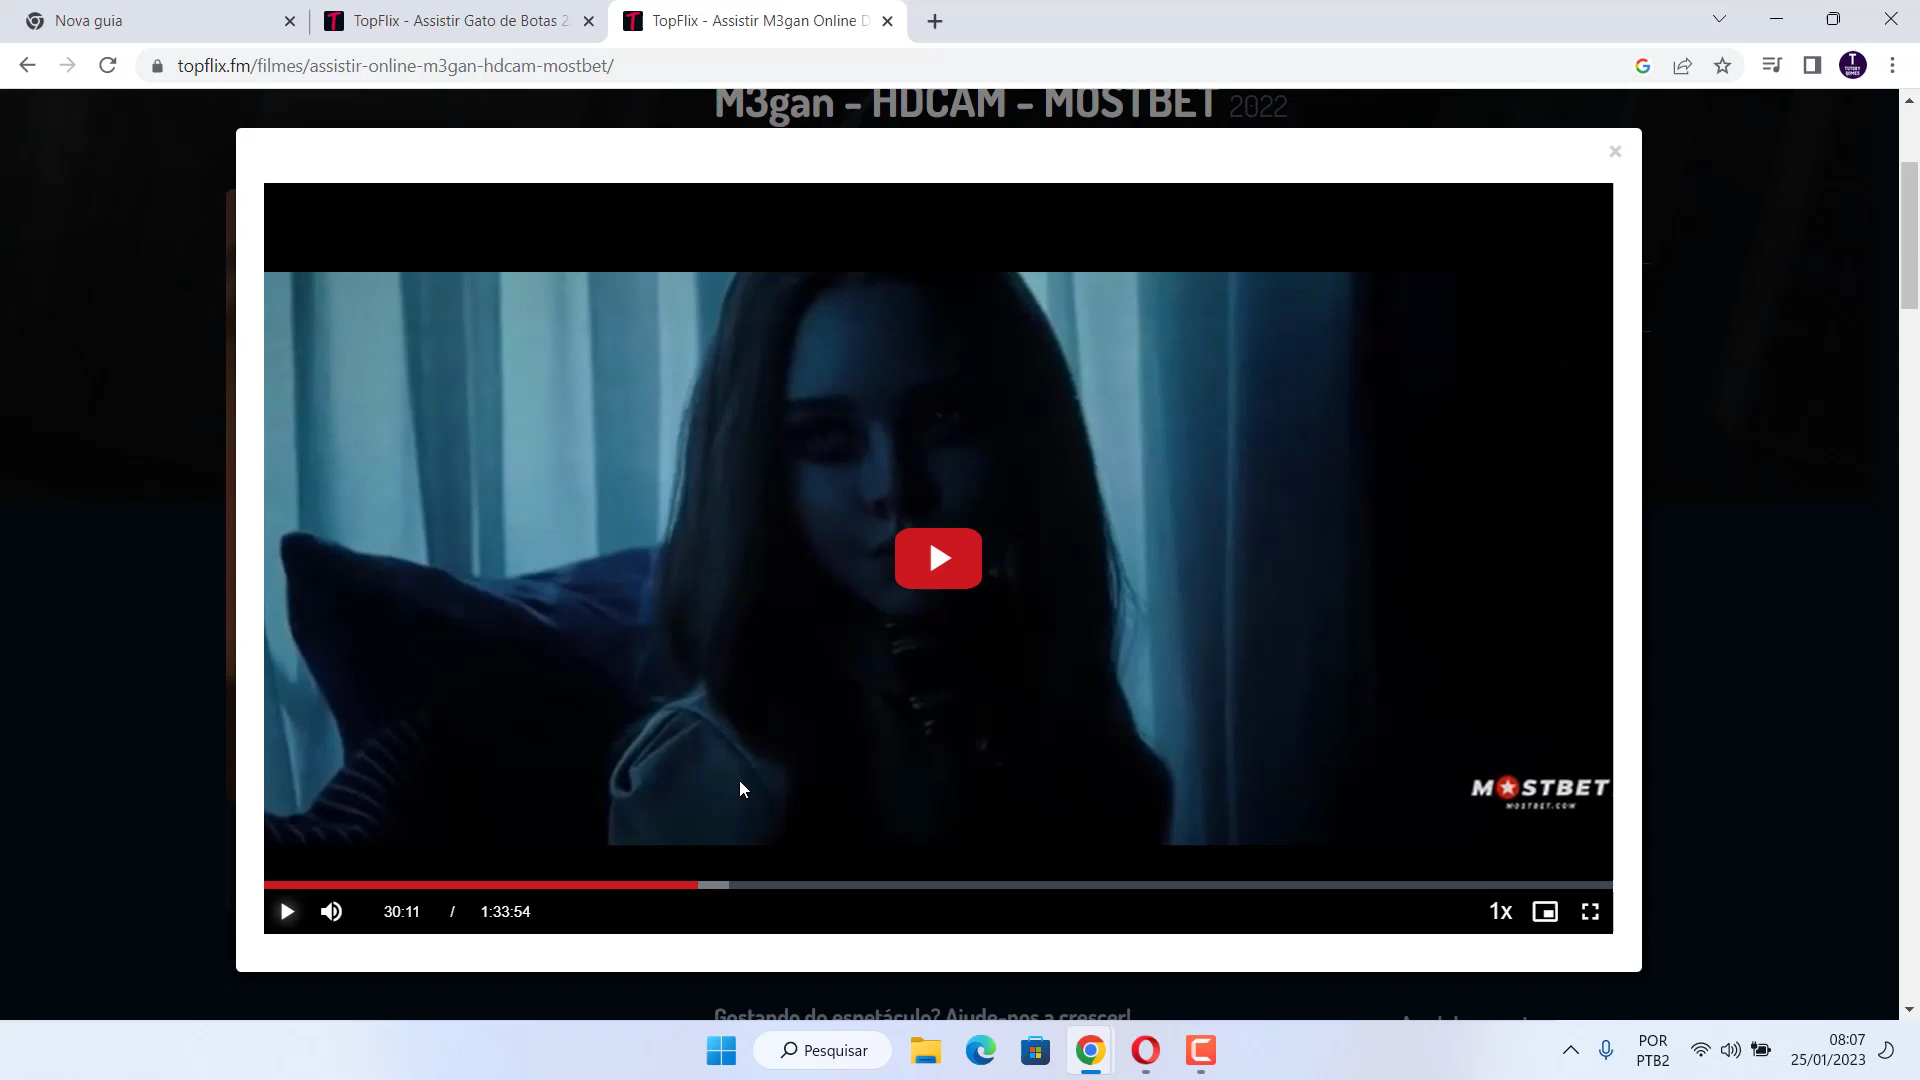 Nova guia
TopFlix - Assistir Gato de Botas 2
TopFlix - Assistir M3gan Online D
topflix.fm/filmes/assistir-online-m3gan-hdcam-mostbet/
M3gan - HDCAM - MOSTBET 2022
MOSTBET
MOSTBET.COM
30:11 / 1:33:54
1x
Gostando do espetáculo? Ajude-nos a crescer!
Pesquisar
POR
PTB2
08:07
25/01/2023